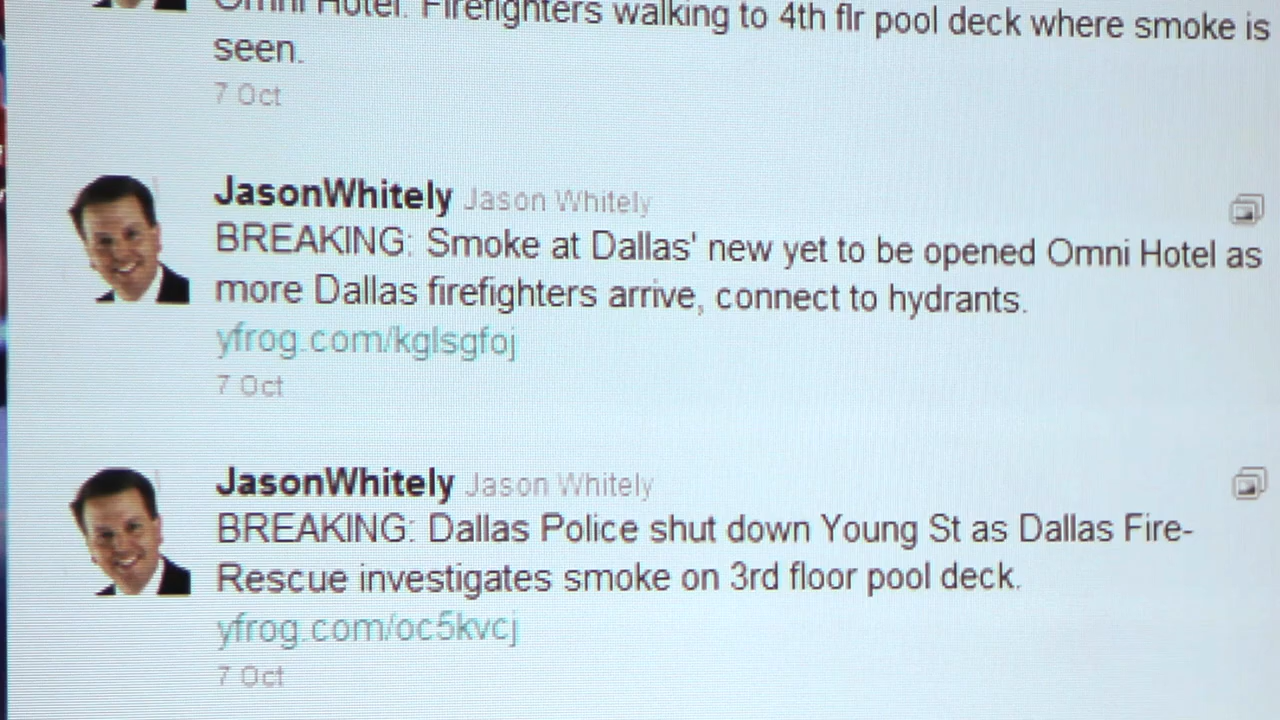 Omni Hotel. Firefighters walking to 4th flr pool deck where smoke is
seen.
7 Oct
JasonWhitely Jason Whitely
BREAKING: Smoke at Dallas' new yet to be opened Omni Hotel as
more Dallas firefighters arrive, connect to hydrants.
yfrog.com/kglsgfoj
7 Oct
JasonWhitely Jason Whitely
BREAKING: Dallas Police shut down Young St as Dallas Fire-
Rescue investigates smoke on 3rd floor pool deck.
yfrog.com/oc5kvcj
7 Oct